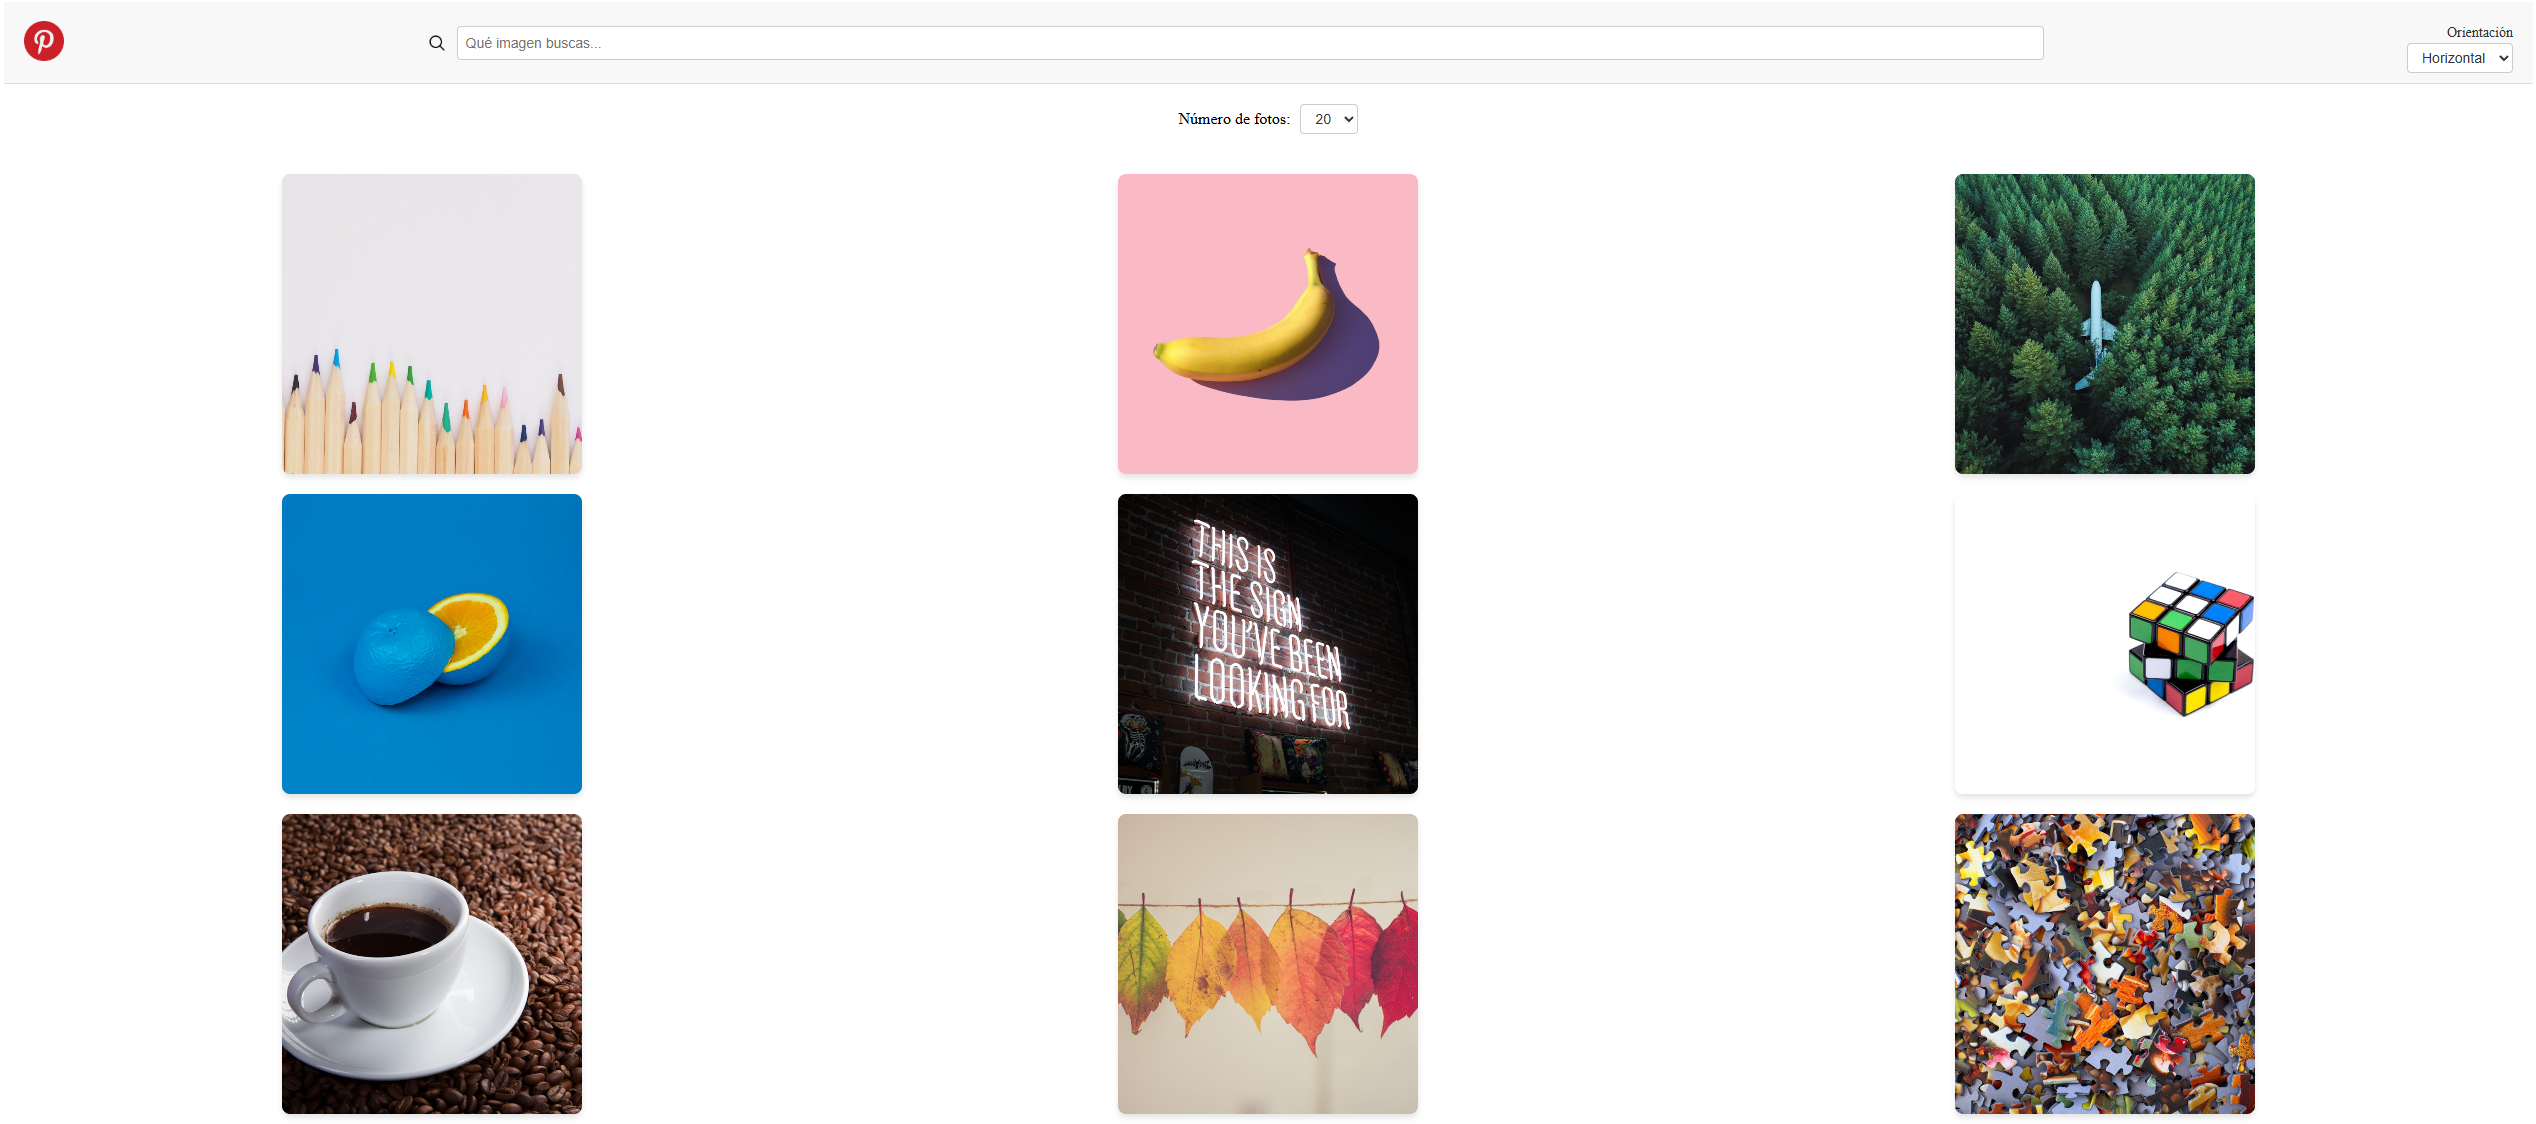 Qué imagen buscas...
Orientación
Horizontal
Número de fotos: 20
THIS IS
THE SIGN
YOU'VE BEEN
LOOKING FOR